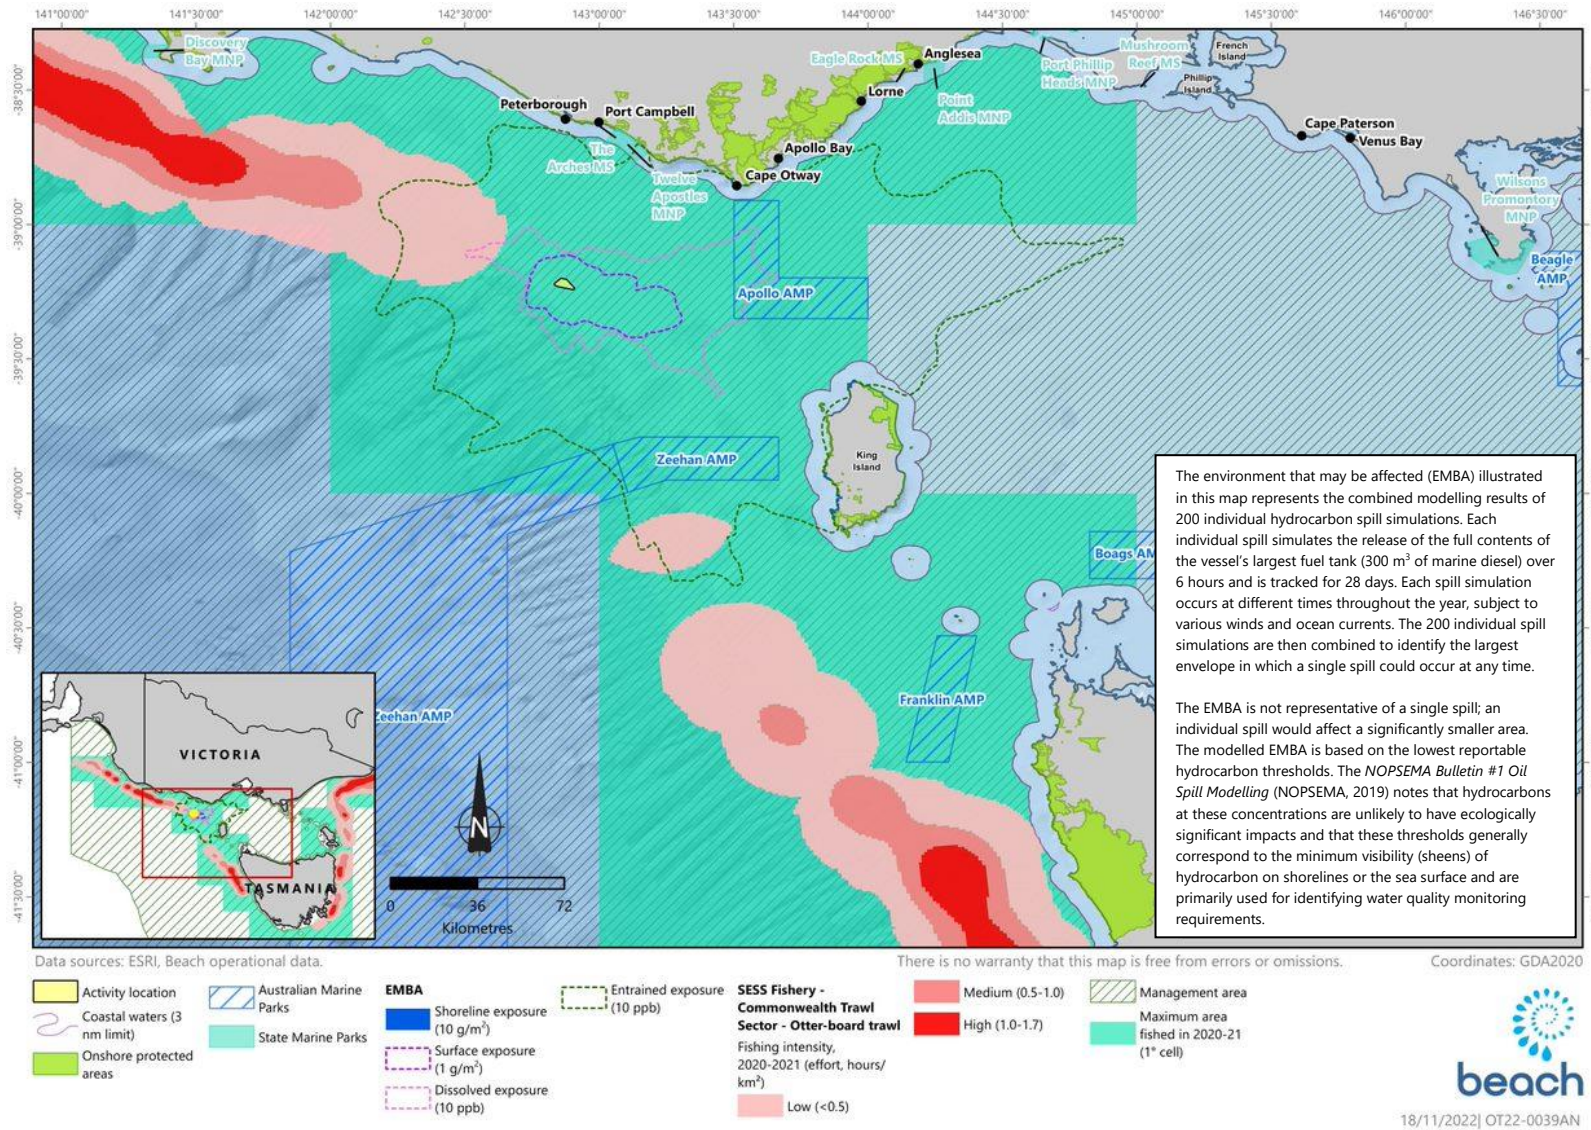 141°00'00" 141°30'00" 142°00'00" 142°30'00" 143°00'00" 143°30'00" 144°00'00" 144°30'00" 145°00'00" 145°30'00" 146°00'00" 146°30'00"
-38°30'00"
-39°00'00"
-39°30'00"
-40°00'00"
-40°30'00"
-41°00'00"
-41°30'00"
Discovery
Bay MNP
Eagle Rock MS
Anglesea
Port Phillip
Heads MNP
Mushroom
Reef MS
French
Island
Phillip
Island
Peterborough
Port Campbell
Lorne
Point
Addis MNP
Cape Paterson
Venus Bay
The
Arches MS
Apollo Bay
Twelve
Apostles
MNP
Cape Otway
Wilsons
Promontory
MNP
Beagle
AMP
Apollo AMP
Zeehan AMP
King
Island
Boags AM
Franklin AMP
Zeehan AMP
VICTORIA
TASMANIA
N
0 36 72
Kilometres
The environment that may be affected (EMBA) illustrated
in this map represents the combined modelling results of
200 individual hydrocarbon spill simulations. Each
individual spill simulates the release of the full contents of
the vessel's largest fuel tank (300 m³ of marine diesel) over
6 hours and is tracked for 28 days. Each spill simulation
occurs at different times throughout the year, subject to
various winds and ocean currents. The 200 individual spill
simulations are then combined to identify the largest
envelope in which a single spill could occur at any time.
The EMBA is not representative of a single spill; an
individual spill would affect a significantly smaller area.
The modelled EMBA is based on the lowest reportable
hydrocarbon thresholds. The NOPSEMA Bulletin #1 Oil
Spill Modelling (NOPSEMA, 2019) notes that hydrocarbons
at these concentrations are unlikely to have ecologically
significant impacts and that these thresholds generally
correspond to the minimum visibility (sheens) of
hydrocarbon on shorelines or the sea surface and are
primarily used for identifying water quality monitoring
requirements.
Data sources: ESRI, Beach operational data.
There is no warranty that this map is free from errors or omissions.
Coordinates: GDA2020
Activity location
Coastal waters (3
nm limit)
Onshore protected
areas
Australian Marine
Parks
State Marine Parks
EMBA
Shoreline exposure
(10 g/m²)
Surface exposure
(1 g/m²)
Dissolved exposure
(10 ppb)
Entrained exposure
(10 ppb)
SESS Fishery -
Commonwealth Trawl
Sector - Otter-board trawl
Fishing intensity,
2020-2021 (effort, hours/
km²)
Low (<0.5)
Medium (0.5-1.0)
High (1.0-1.7)
Management area
Maximum area
fished in 2020-21
(1° cell)
beach
18/11/2022| OT22-0039AN